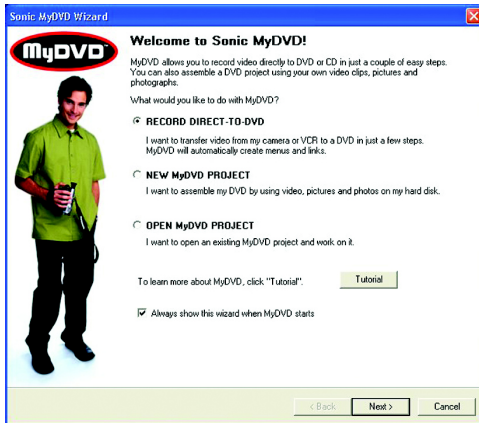 Sonic MyDVD Wizard
MyDVD
Welcome to Sonic MyDVD!
MyDVD allows you to record video directly to DVD or CD in just a couple of easy steps.
You can also assemble a DVD project using your own video clips, pictures and
photographs.
What would you like to do with MyDVD?
RECORD DIRECT-TO-DVD
I want to transfer video from my camera or VCR to a DVD in just a few steps.
MyDVD will automatically create menus and links.
NEW MyDVD PROJECT
I want to assemble my DVD by using video, pictures and photos on my hard disk.
OPEN MyDVD PROJECT
I want to open an existing MyDVD project and work on it.
To learn more about MyDVD, click "Tutorial".
Tutorial
Always show this wizard when MyDVD starts
< Back
Next >
Cancel